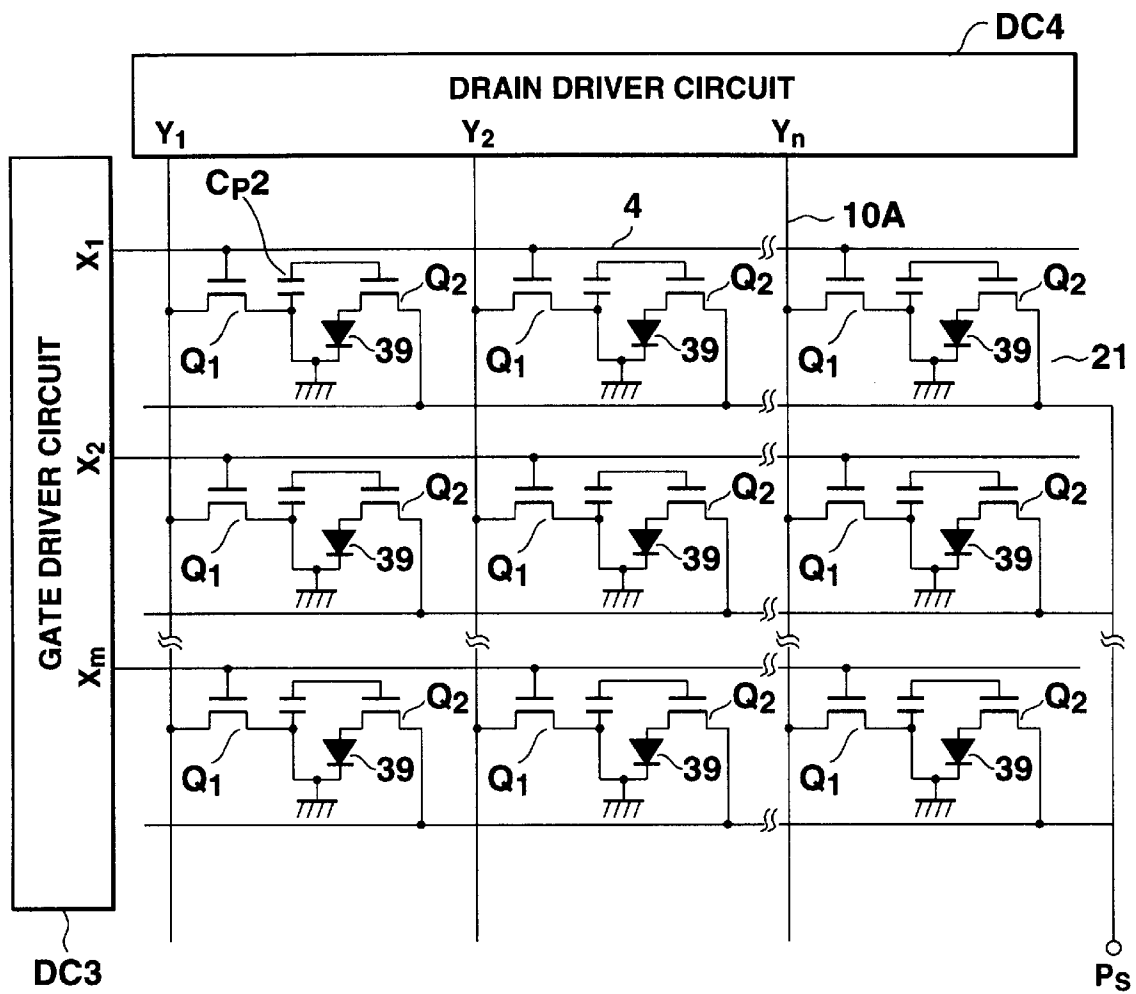 DC4
DRAIN DRIVER CIRCUIT
Y1 Y2 Yn
GATE DRIVER CIRCUIT
CP2 4 10A
X1
Q2 Q2 Q2
Q1 39 Q1 39 Q1 39 21
X2
Q2 Q2 Q2
Q1 39 Q1 39 Q1 39
Xm
Q2 Q2 Q2
Q1 39 Q1 39 Q1 39
DC3
PS